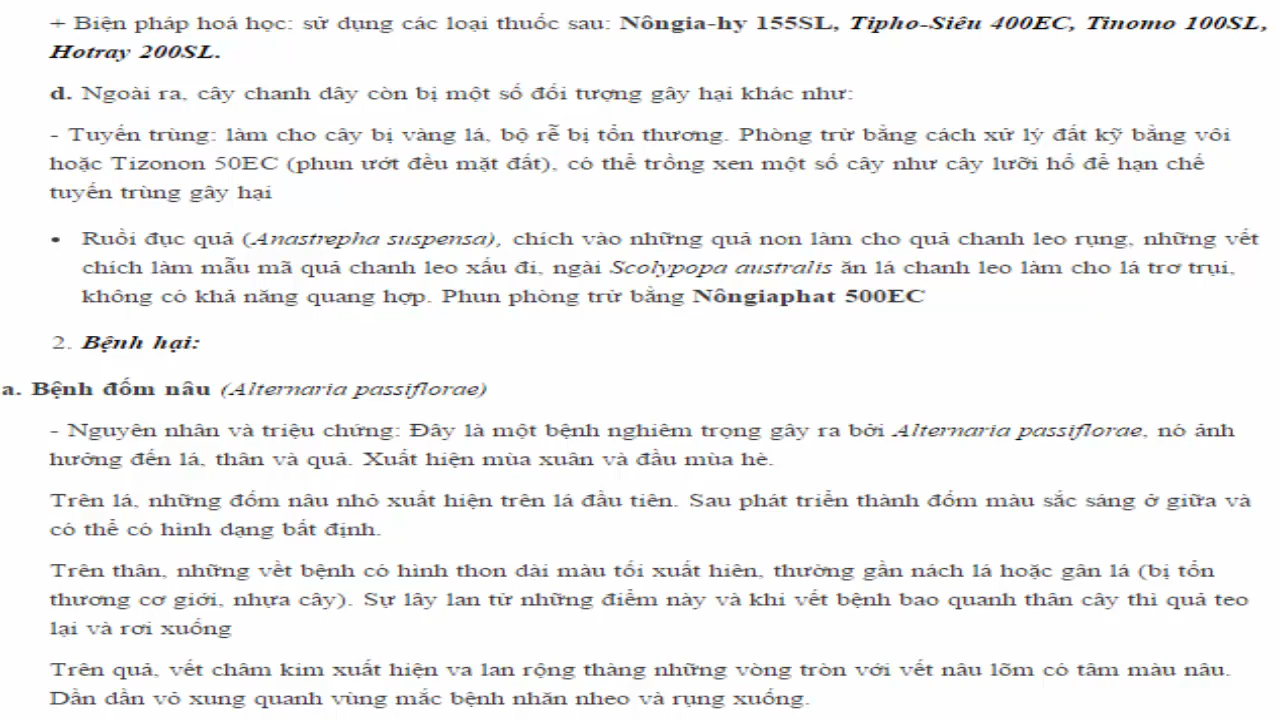 + Biện pháp hoá học: sử dụng các loại thuốc sau: Nôngia-hy 155SL, Tipho-Siêu 400EC, Tinomo 100SL,
Hotray 200SL.
d. Ngoài ra, cây chanh dây còn bị một số đối tượng gây hại khác như:
- Tuyến trùng: làm cho cây bị vàng lá, bộ rễ bị tổn thương. Phòng trừ bằng cách xử lý đất kỹ bằng vôi
hoặc Tizonon 50EC (phun ướt đều mặt đất), có thể trồng xen một số cây như cây lưỡi hổ để hạn chế
tuyến trùng gây hại
• Ruồi đục quả (Anastrepha suspensa), chích vào những quả non làm cho quả chanh leo rụng, những vết
chích làm mẫu mã quả chanh leo xấu đi, ngài Scolypopa australis ăn lá chanh leo làm cho lá trơ trụi,
không có khả năng quang hợp. Phun phòng trừ bằng Nôngiaphat 500EC
2. Bệnh hại:
a. Bệnh đốm nâu (Alternaria passiflorae)
- Nguyên nhân và triệu chứng: Đây là một bệnh nghiêm trọng gây ra bởi Alternaria passiflorae, nó ảnh
hưởng đến lá, thân và quả. Xuất hiện mùa xuân và đầu mùa hè.
Trên lá, những đốm nâu nhỏ xuất hiện trên lá đầu tiên. Sau phát triển thành đốm màu sắc sáng ở giữa và
có thể có hình dạng bất định.
Trên thân, những vết bệnh có hình thon dài màu tối xuất hiên, thường gần nách lá hoặc gân lá (bị tổn
thương cơ giới, nhựa cây). Sự lây lan từ những điểm này và khi vết bệnh bao quanh thân cây thì quả teo
lại và rơi xuống
Trên quả, vết châm kim xuất hiện va lan rộng thàng những vòng tròn với vết nâu lõm có tâm màu nâu.
Dần dần vỏ xung quanh vùng mắc bệnh nhăn nheo và rụng xuống.